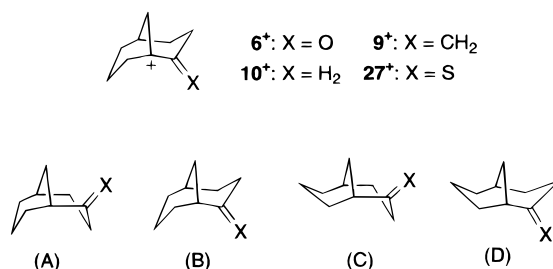 6⁺: X = O 9⁺: X = CH₂
10⁺: X = H₂ 27⁺: X = S
+
X
X
X
X
X
(A) (B) (C) (D)